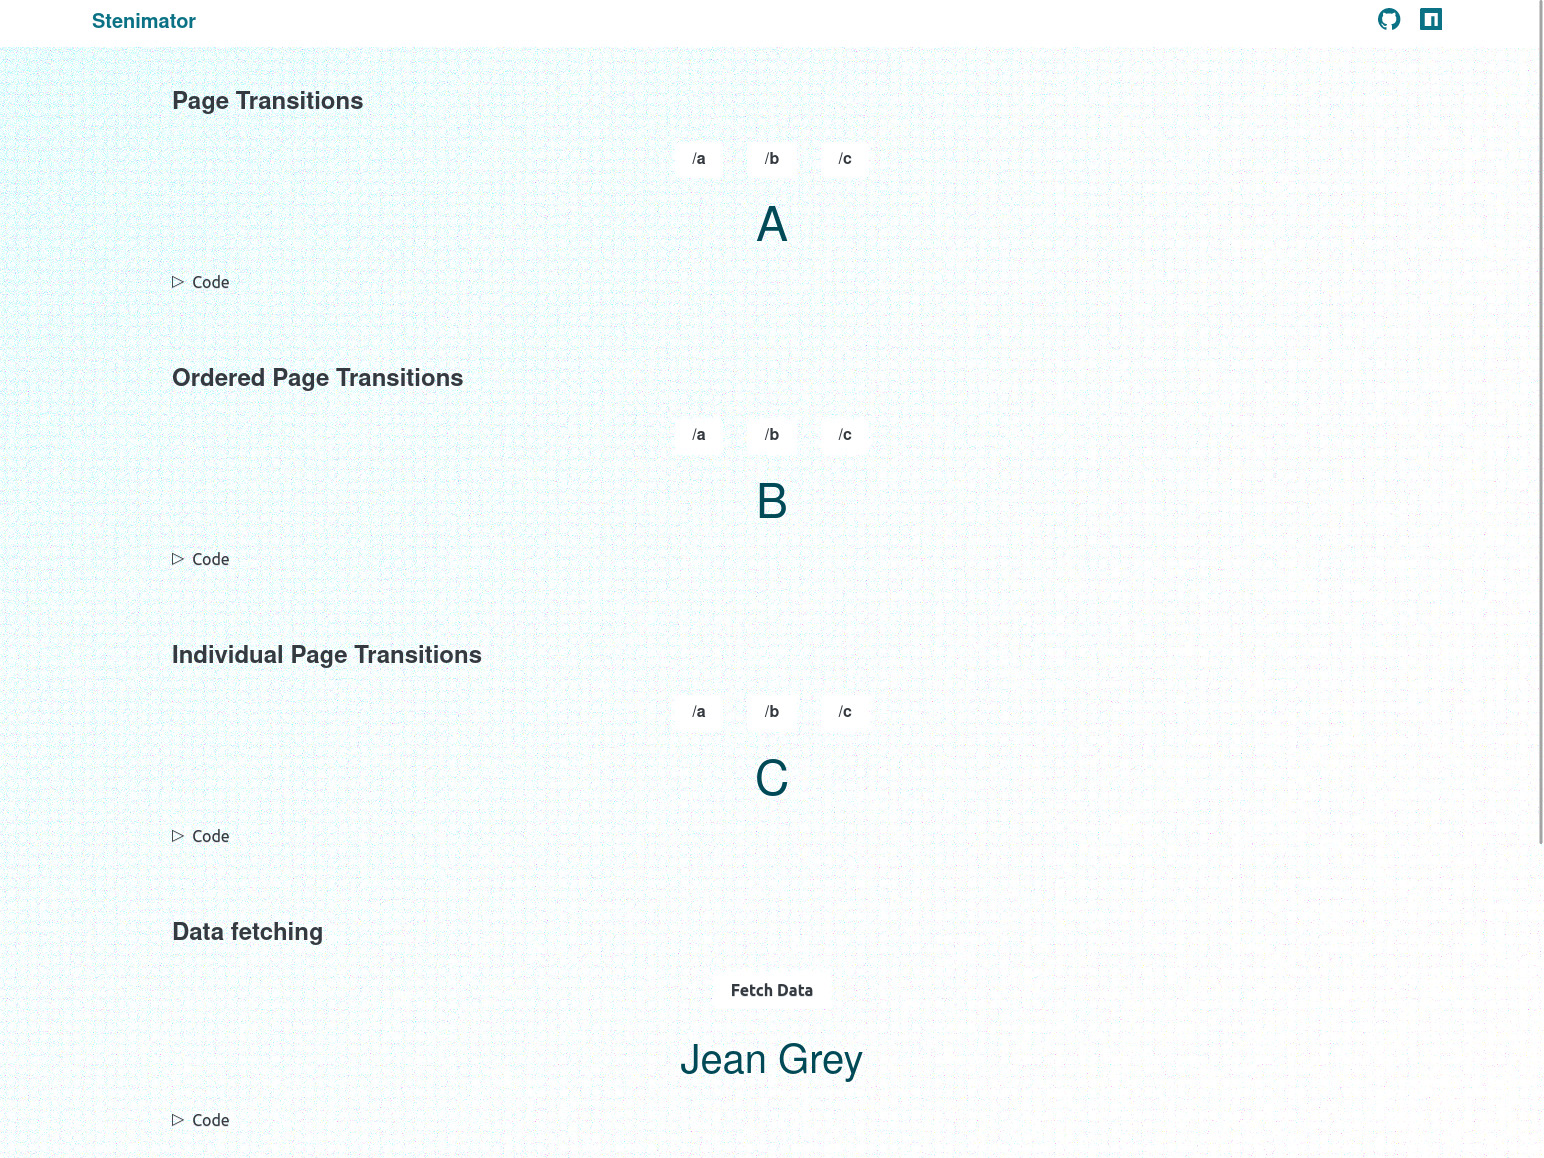 Stenimator
Page Transitions
/a /b /c
A
Code
Ordered Page Transitions
/a /b /c
B
Code
Individual Page Transitions
/a /b /c
C
Code
Data fetching
Fetch Data
Jean Grey
Code